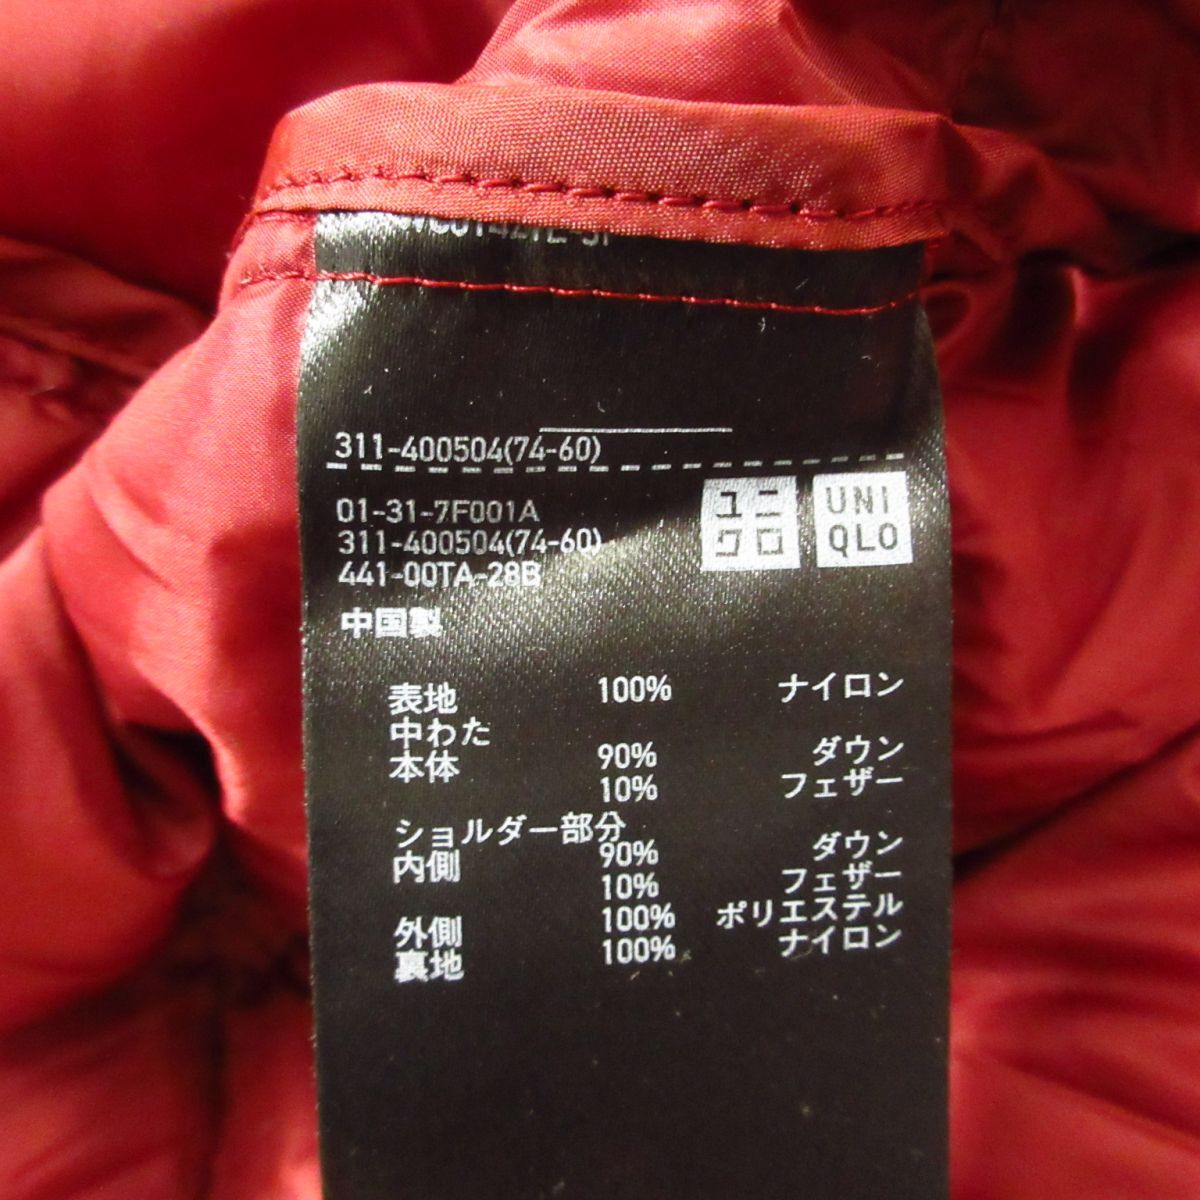 311-400504(74-60)
01-31-7F001A
311-400504(74-60)
441-00TA-28B
中国製
ユニ
クロ
UNI
QLO
表地 100% ナイロン
中わた
本体 90% ダウン
10% フェザー
ショルダー部分
内側 90% ダウン
10% フェザー
外側 100% ポリエステル
裏地 100% ナイロン